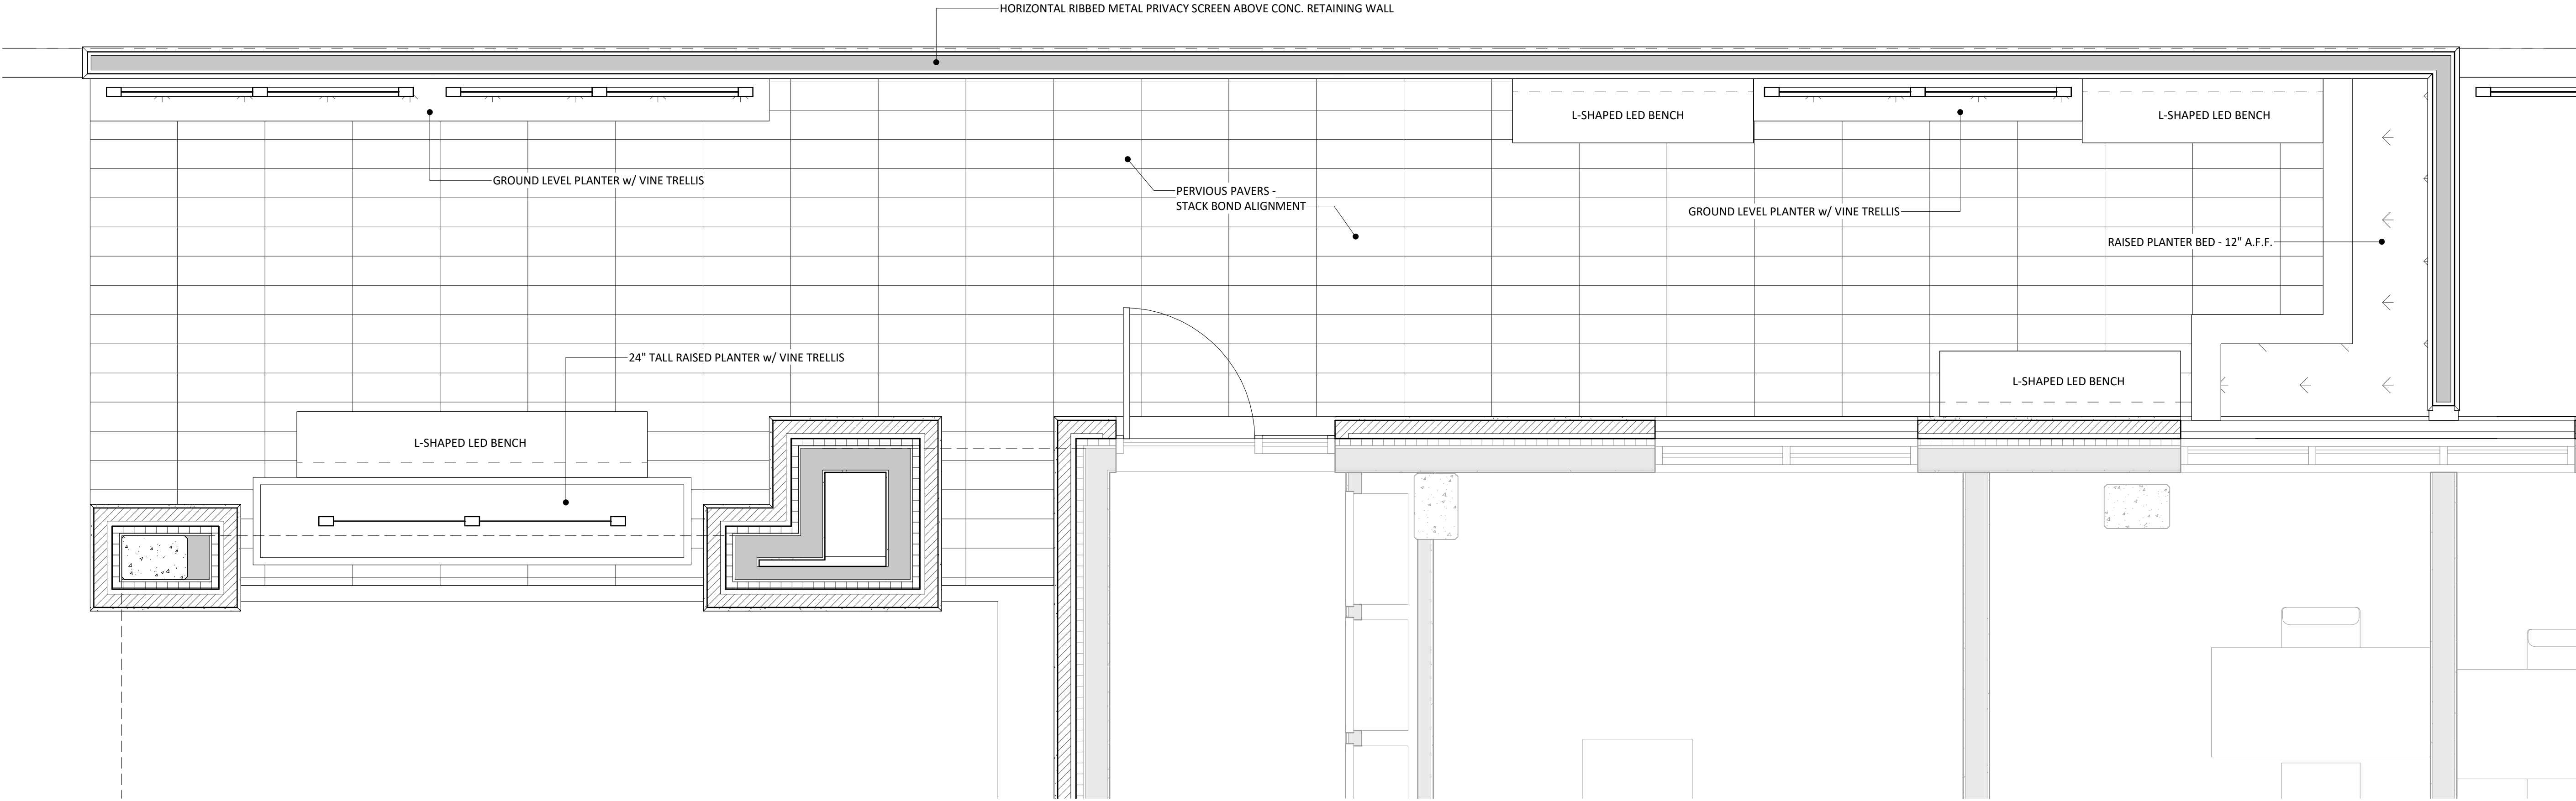 HORIZONTAL RIBBED METAL PRIVACY SCREEN ABOVE CONC. RETAINING WALL
L-SHAPED LED BENCH
L-SHAPED LED BENCH
GROUND LEVEL PLANTER w/ VINE TRELLIS
PERVIOUS PAVERS -
STACK BOND ALIGNMENT
GROUND LEVEL PLANTER w/ VINE TRELLIS
RAISED PLANTER BED - 12" A.F.F.
24" TALL RAISED PLANTER w/ VINE TRELLIS
L-SHAPED LED BENCH
L-SHAPED LED BENCH